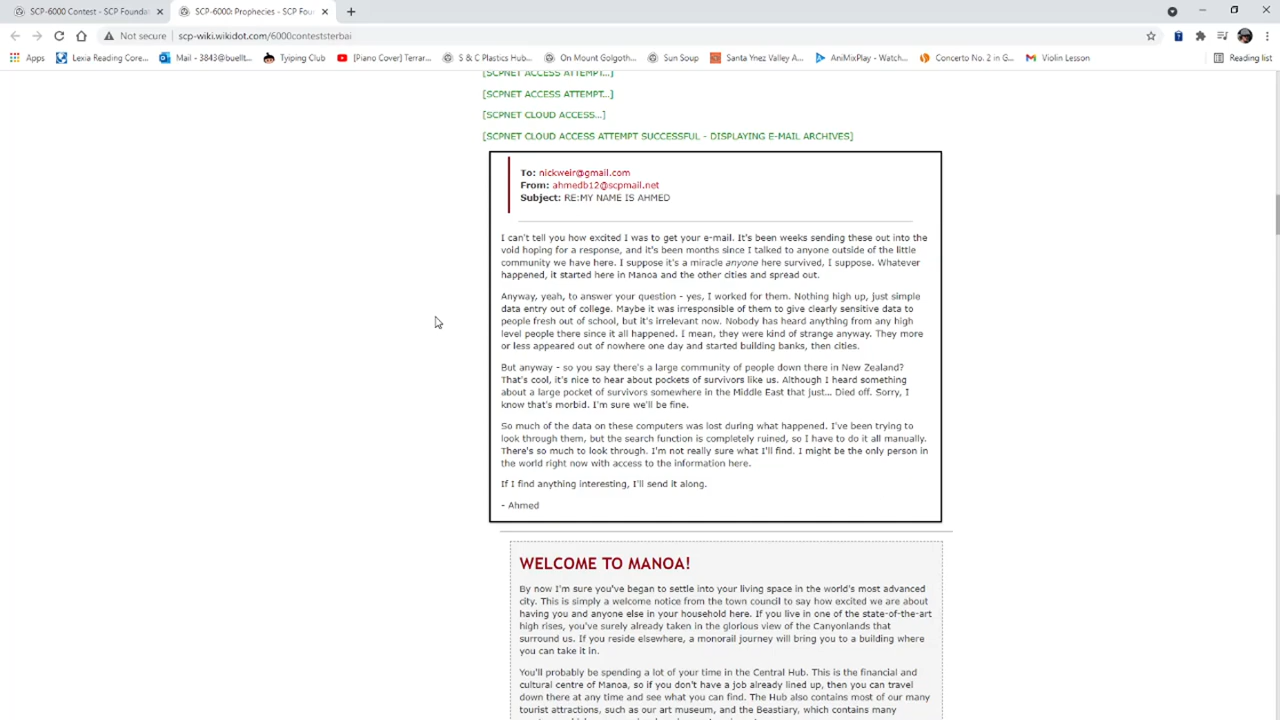 SCP-6000 Contest - SCP Founda
SCP-6000: Prophecies - SCP Fou
Not secure
scp-wiki.wikidot.com/6000conteststerbai
Apps
Lexia Reading Core...
Mail - 3843@buellt...
Tyiping Club
[Piano Cover] Terrar...
S & C Plastics Hub...
On Mount Golgoth...
Sun Soup
Santa Ynez Valley A...
AniMixPlay - Watch...
Concerto No. 2 in G...
Violin Lesson
Reading list
[SCPNET ACCESS ATTEMPT...]
[SCPNET ACCESS ATTEMPT...]
[SCPNET CLOUD ACCESS...]
[SCPNET CLOUD ACCESS ATTEMPT SUCCESSFUL - DISPLAYING E-MAIL ARCHIVES]
To: nickweir@gmail.com
From: ahmedb12@scpmail.net
Subject: RE:MY NAME IS AHMED
I can't tell you how excited I was to get your e-mail. It's been weeks sending these out into the
void hoping for a response, and it's been months since I talked to anyone outside of the little
community we have here. I suppose it's a miracle anyone here survived, I suppose. Whatever
happened, it started here in Manoa and the other cities and spread out.
Anyway, yeah, to answer your question - yes, I worked for them. Nothing high up, just simple
data entry out of college. Maybe it was irresponsible of them to give clearly sensitive data to
people fresh out of school, but it's irrelevant now. Nobody has heard anything from any high
level people there since it all happened. I mean, they were kind of strange anyway. They more
or less appeared out of nowhere one day and started building banks, then cities.
But anyway - so you say there's a large community of people down there in New Zealand?
That's cool, it's nice to hear about pockets of survivors like us. Although I heard something
about a large pocket of survivors somewhere in the Middle East that just... Died off. Sorry, I
know that's morbid. I'm sure we'll be fine.
So much of the data on these computers was lost during what happened. I've been trying to
look through them, but the search function is completely ruined, so I have to do it all manually.
There's so much to look through. I'm not really sure what I'll find. I might be the only person in
the world right now with access to the information here.
If I find anything interesting, I'll send it along.
- Ahmed
WELCOME TO MANOA!
By now I'm sure you've began to settle into your living space in the world's most advanced
city. This is simply a welcome notice from the town council to say how excited we are about
having you and anyone else in your household here. If you live in one of the state-of-the-art
high rises, you've surely already taken in the glorious view of the Canyonlands that
surround us. If you reside elsewhere, a monorail journey will bring you to a building where
you can take it in.
You'll probably be spending a lot of your time in the Central Hub. This is the financial and
cultural centre of Manoa, so if you don't have a job already lined up, then you can travel
down there at any time and see what you can find. The Hub also contains most of our many
tourist attractions, such as our art museum, and the Beastiary, which contains many